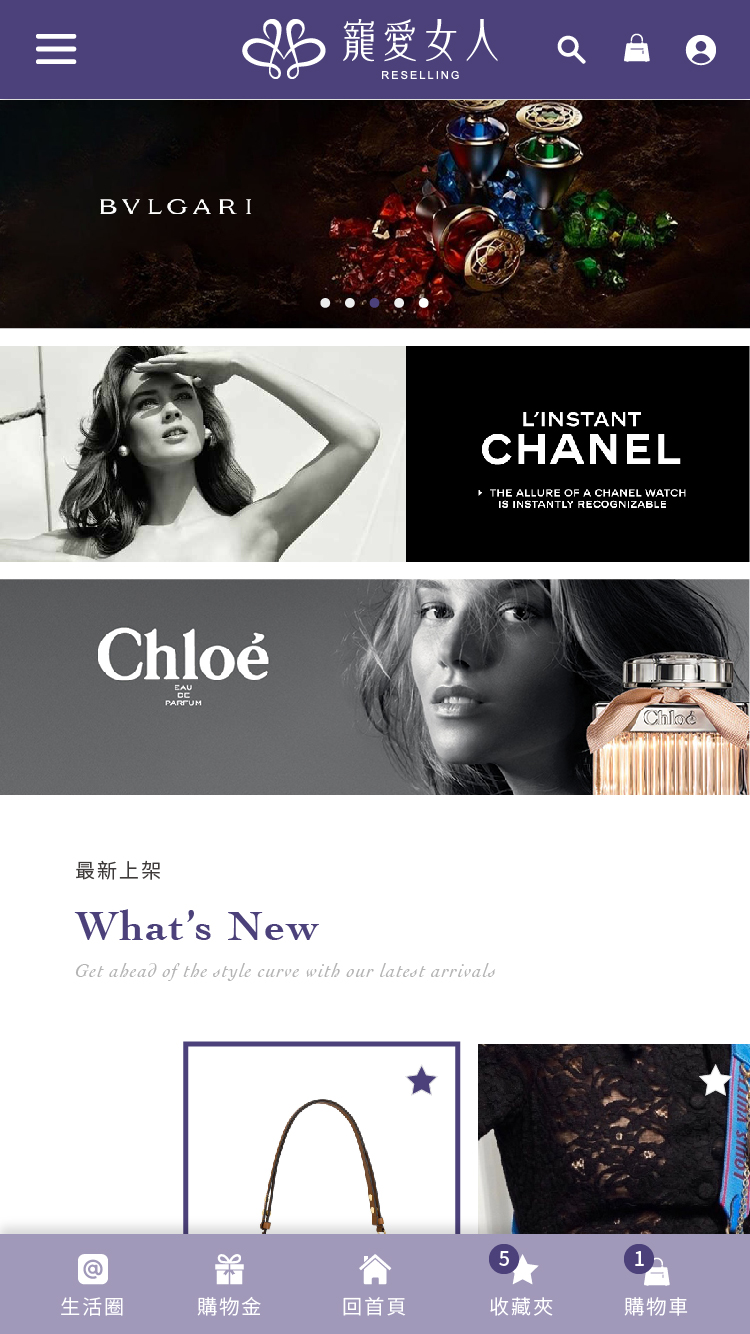 寵愛女人
RESELLING
BVLGARI
L'INSTANT
CHANEL
THE ALLURE OF A CHANEL WATCH
IS INSTANTLY RECOGNIZABLE
Chloé
EAU
DE
PARFUM
Chloé
最新上架
What's New
Get ahead of the style curve with our latest arrivals
LOUIS VUITT
@
5
1
生活圈
購物金
回首頁
收藏夾
購物車